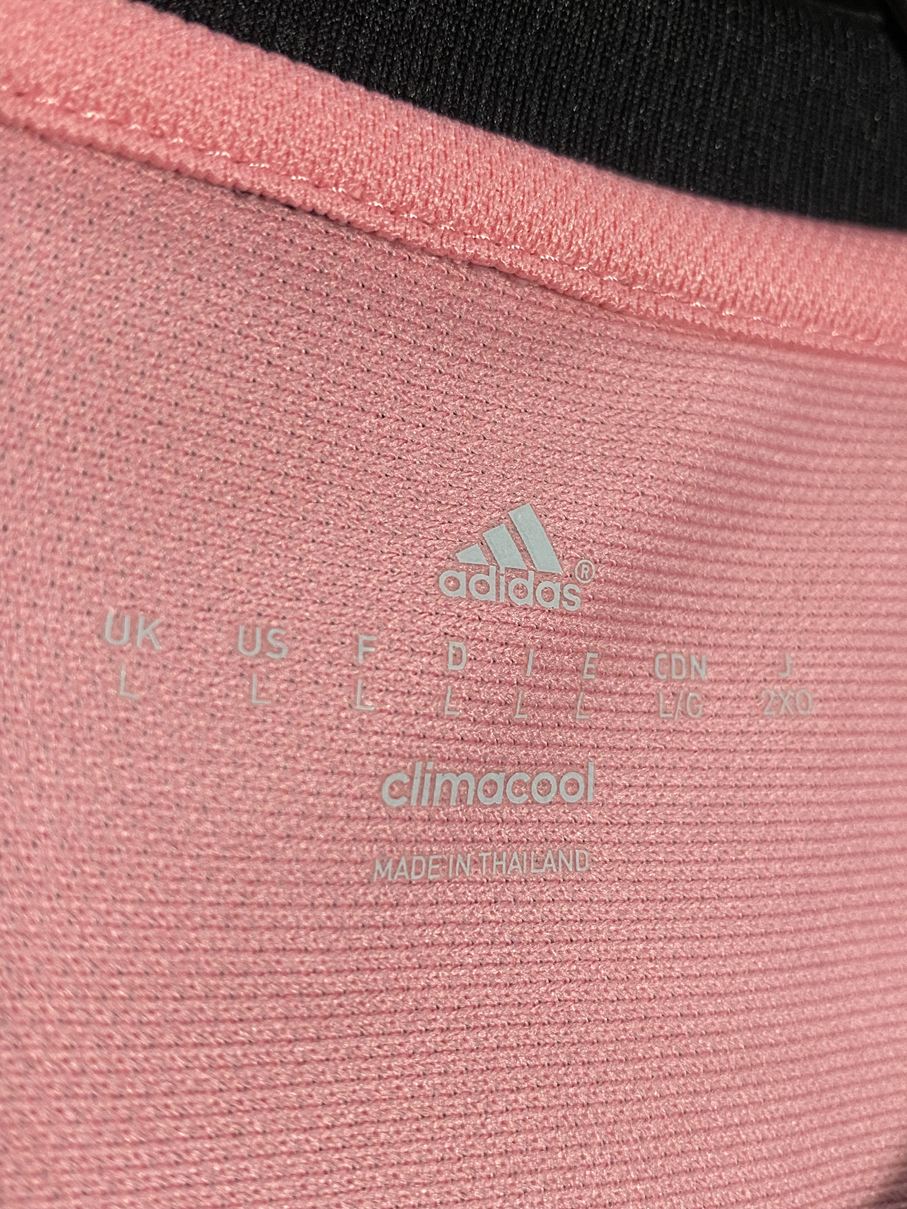 adidas®
UK US F D I E CDN J
L L L L L L L/G 2XO
climacool
MADE IN THAILAND